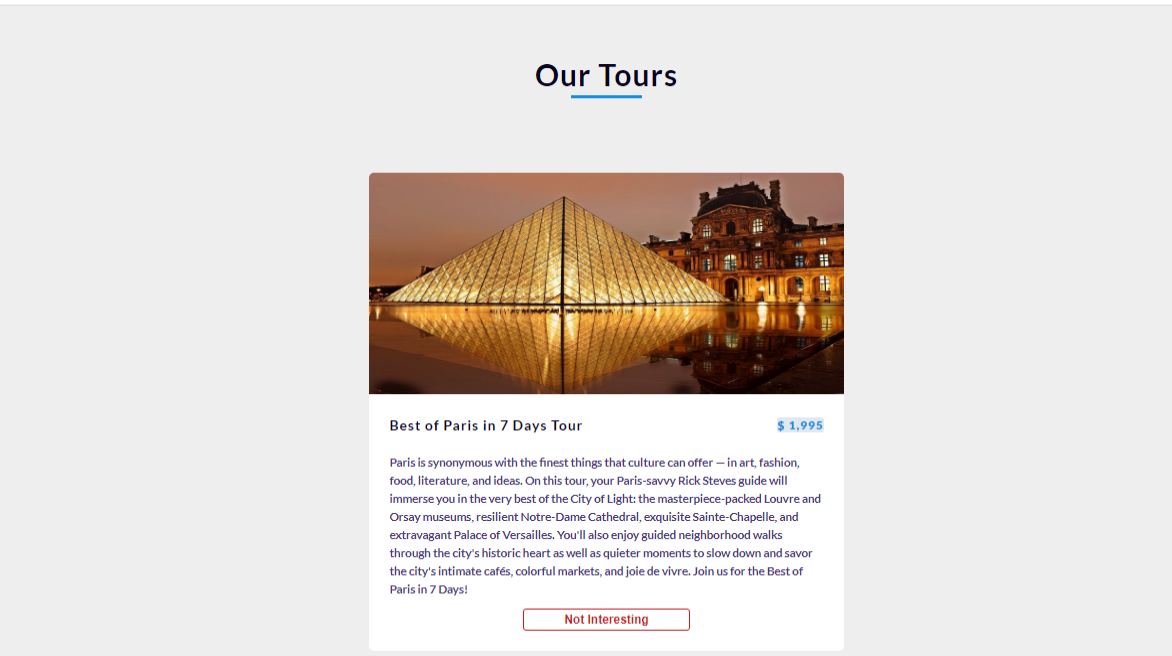 Our Tours
Best of Paris in 7 Days Tour
$ 1,995
Paris is synonymous with the finest things that culture can offer — in art, fashion,
food, literature, and ideas. On this tour, your Paris-savvy Rick Steves guide will
immerse you in the very best of the City of Light: the masterpiece-packed Louvre and
Orsay museums, resilient Notre-Dame Cathedral, exquisite Sainte-Chapelle, and
extravagant Palace of Versailles. You'll also enjoy guided neighborhood walks
through the city's historic heart as well as quieter moments to slow down and savor
the city's intimate cafés, colorful markets, and joie de vivre. Join us for the Best of
Paris in 7 Days!
Not Interesting